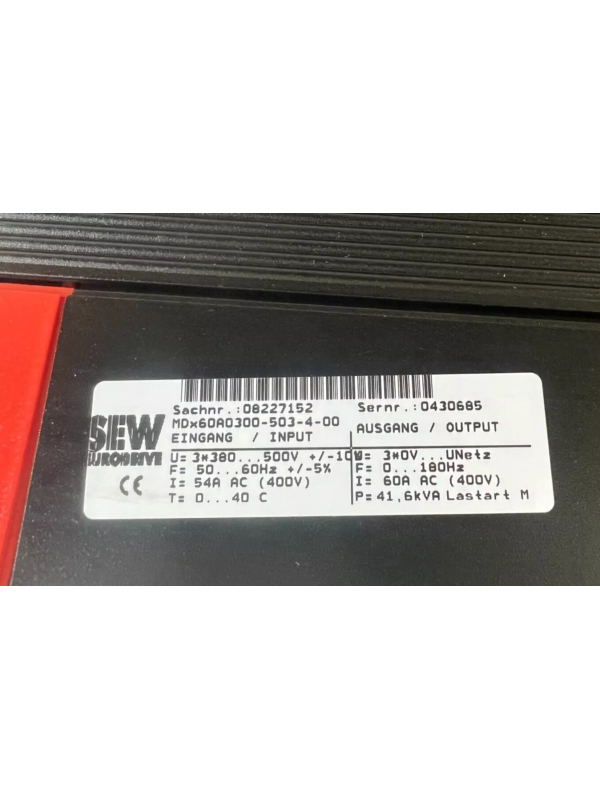 Sachnr.:08227152 Sernr.:0430685
MDx60A0300-503-4-00
SEW
EURODRIVE
EINGANG / INPUT AUSGANG / OUTPUT
U= 3*380...500V +/-10% U= 3*0V...UNetz
F= 50...60Hz +/-5% F= 0...180Hz
CE
I= 54A AC (400V) I= 60A AC (400V)
T= 0...40 C P= 41,6kVA Lastart M